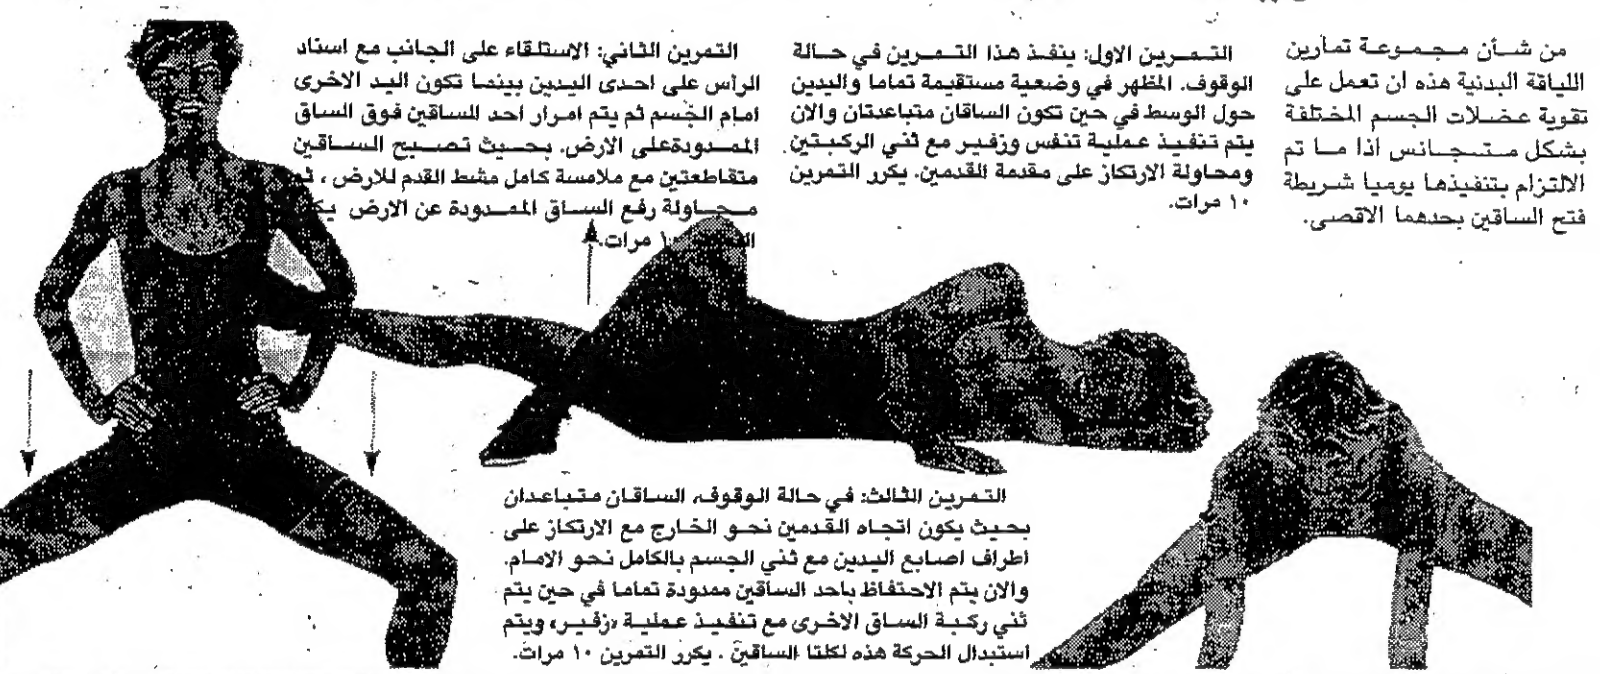 من شأن مجموعة تمارين
اللياقة البدنية هذه ان تعمل على
تقوية عضلات الجسم المختلفة
بشكل متجانس اذا ما تم
الالتزام بتنفيذها يوميا شريطة
فتح الساقين بحدهما الاقصى.
التمرين الاول: ينفذ هذا التمرين في حالة
الوقوف. المظهر في وضعية مستقيمة تماما واليدين
حول الوسط في حين تكون الساقان متباعدتان والان
يتم تنفيذ عملية تنفس وزفير مع ثني الركبتين
ومحاولة الارتكاز على مقدمة القدمين. يكرر التمرين
١٠ مرات.
التمرين الثاني: الاستلقاء على الجانب مع اسناد
الرأس على احدى اليدين بينما تكون اليد الاخرى
امام الجسم ثم يتم امرار احد الساقين فوق الساق
الممدودة على الارض. بحيث تصبح الساقين
متقاطعتين مع ملامسة كامل مشط القدم للارض ، ثم
محاولة رفع الساق الممدودة عن الارض
١٠ مرات.
التمرين الثالث: في حالة الوقوف، الساقان متباعدان
بحيث يكون اتجاه القدمين نحو الخارج مع الارتكاز على
اطراف اصابع اليدين مع ثني الجسم بالكامل نحو الامام.
والان يتم الاحتفاظ باحد الساقين ممدودة تماما في حين يتم
ثني ركبة الساق الاخرى مع تنفيذ عملية «زفير» ويتم
استبدال الحركة هذه لكلتا الساقين . يكرر التمرين ١٠ مرات.